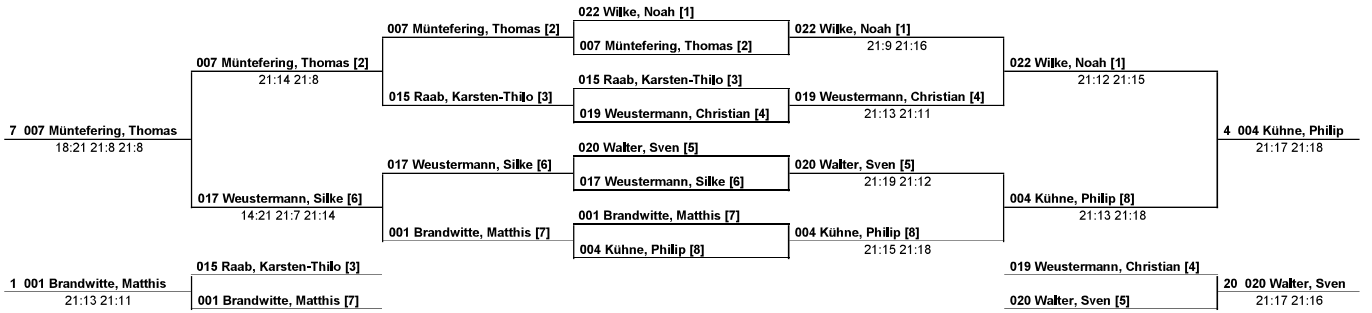 022 Wilke, Noah [1]
007 Müntefering, Thomas [2] 022 Wilke, Noah [1]
007 Müntefering, Thomas [2] 21:9 21:16
007 Müntefering, Thomas [2] 022 Wilke, Noah [1]
21:14 21:8 015 Raab, Karsten-Thilo [3] 21:12 21:15
015 Raab, Karsten-Thilo [3] 019 Weustermann, Christian [4]
019 Weustermann, Christian [4] 21:13 21:11
7 007 Müntefering, Thomas 4 004 Kühne, Philip
18:21 21:8 21:8 020 Walter, Sven [5] 21:17 21:18
017 Weustermann, Silke [6] 020 Walter, Sven [5]
017 Weustermann, Silke [6] 21:19 21:12
017 Weustermann, Silke [6] 004 Kühne, Philip [8]
14:21 21:7 21:14 001 Brandwitte, Matthis [7] 21:13 21:18
001 Brandwitte, Matthis [7] 004 Kühne, Philip [8]
004 Kühne, Philip [8] 21:15 21:18
015 Raab, Karsten-Thilo [3] 019 Weustermann, Christian [4]
1 001 Brandwitte, Matthis 20 020 Walter, Sven
21:13 21:11 001 Brandwitte, Matthis [7] 020 Walter, Sven [5] 21:17 21:16